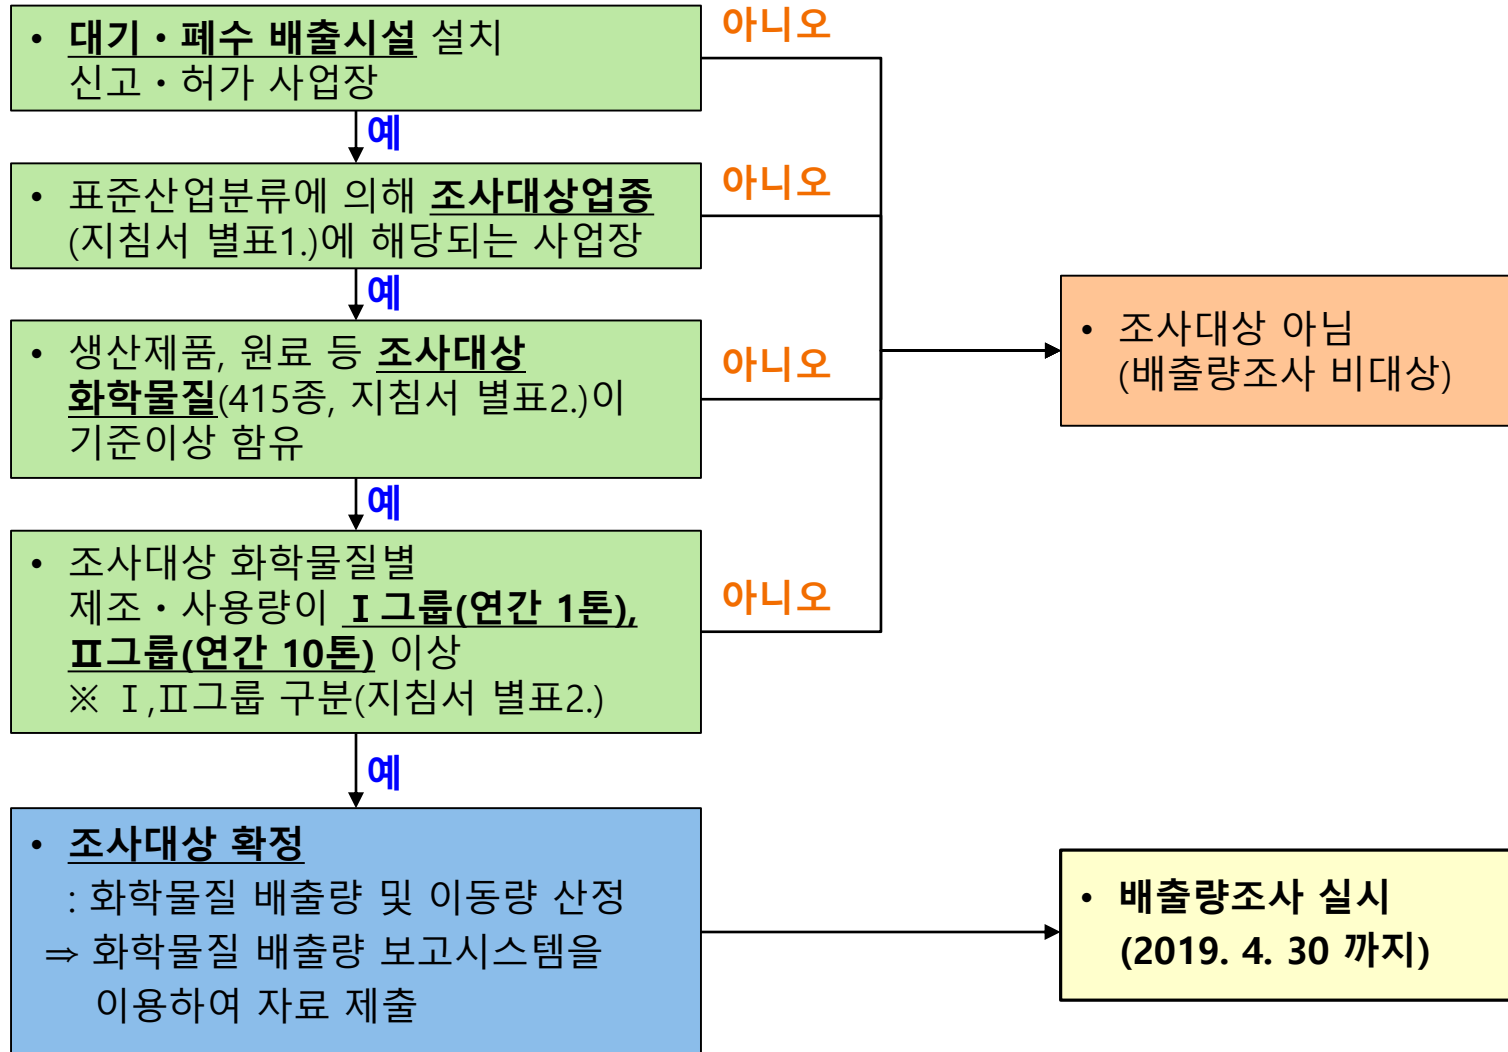 • 대기・폐수 배출시설 설치
신고・허가 사업장
아니오
예
• 표준산업분류에 의해 조사대상업종
(지침서 별표1.)에 해당되는 사업장
아니오
예
• 생산제품, 원료 등 조사대상
화학물질(415종, 지침서 별표2.)이
기준이상 함유
아니오
예
• 조사대상 화학물질별
제조・사용량이 Ⅰ그룹(연간 1톤),
Ⅱ그룹(연간 10톤) 이상
※ Ⅰ,Ⅱ그룹 구분(지침서 별표2.)
아니오
예
• 조사대상 아님
(배출량조사 비대상)
• 조사대상 확정
: 화학물질 배출량 및 이동량 산정
⇒ 화학물질 배출량 보고시스템을
이용하여 자료 제출
• 배출량조사 실시
(2019. 4. 30 까지)